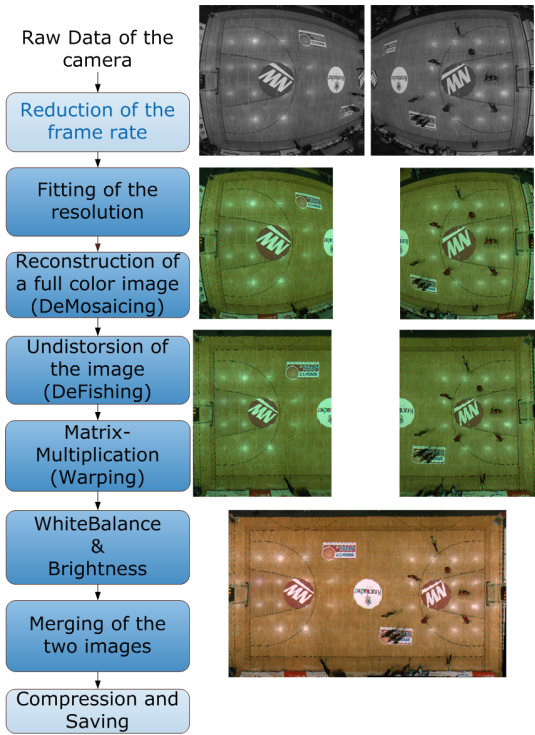 Raw Data of the
camera
Reduction of the
frame rate
Fitting of the
resolution
Reconstruction of
a full color image
(DeMosaicing)
Undistorsion of
the image
(DeFishing)
Matrix-
Multiplication
(Warping)
WhiteBalance
&
Brightness
Merging of the
two images
Compression and
Saving